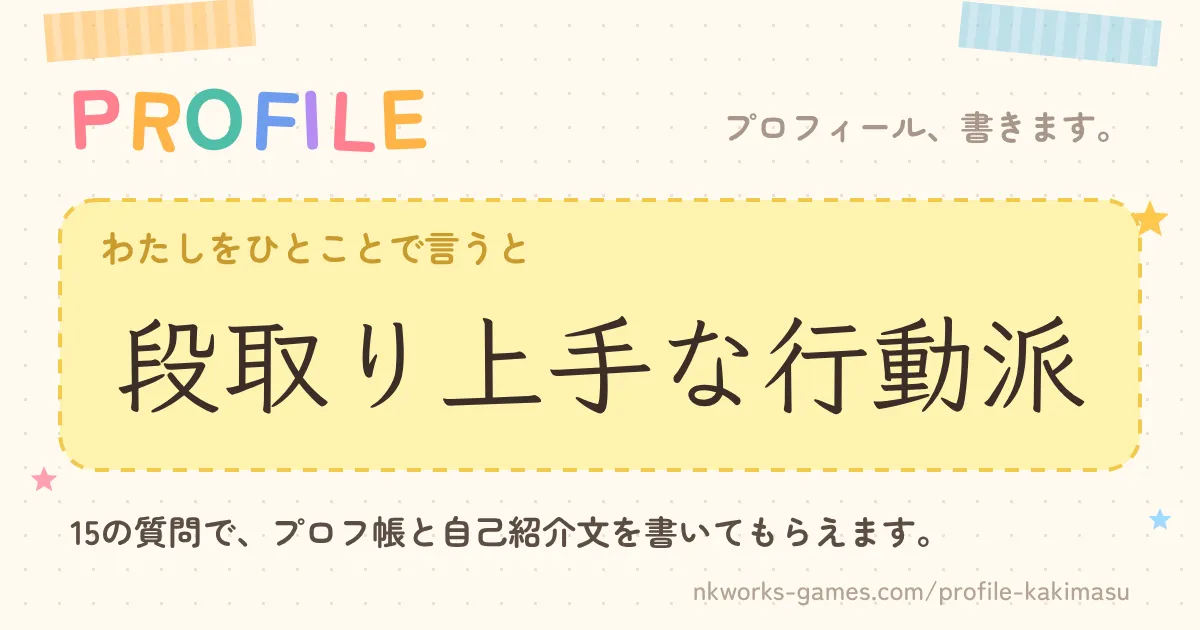 PROFILE
プロフィール、書きます。
わたしをひとことで言うと
段取り上手な行動派
15の質問で、プロフ帳と自己紹介文を書いてもらえます。
nkworks-games.com/profile-kakimasu